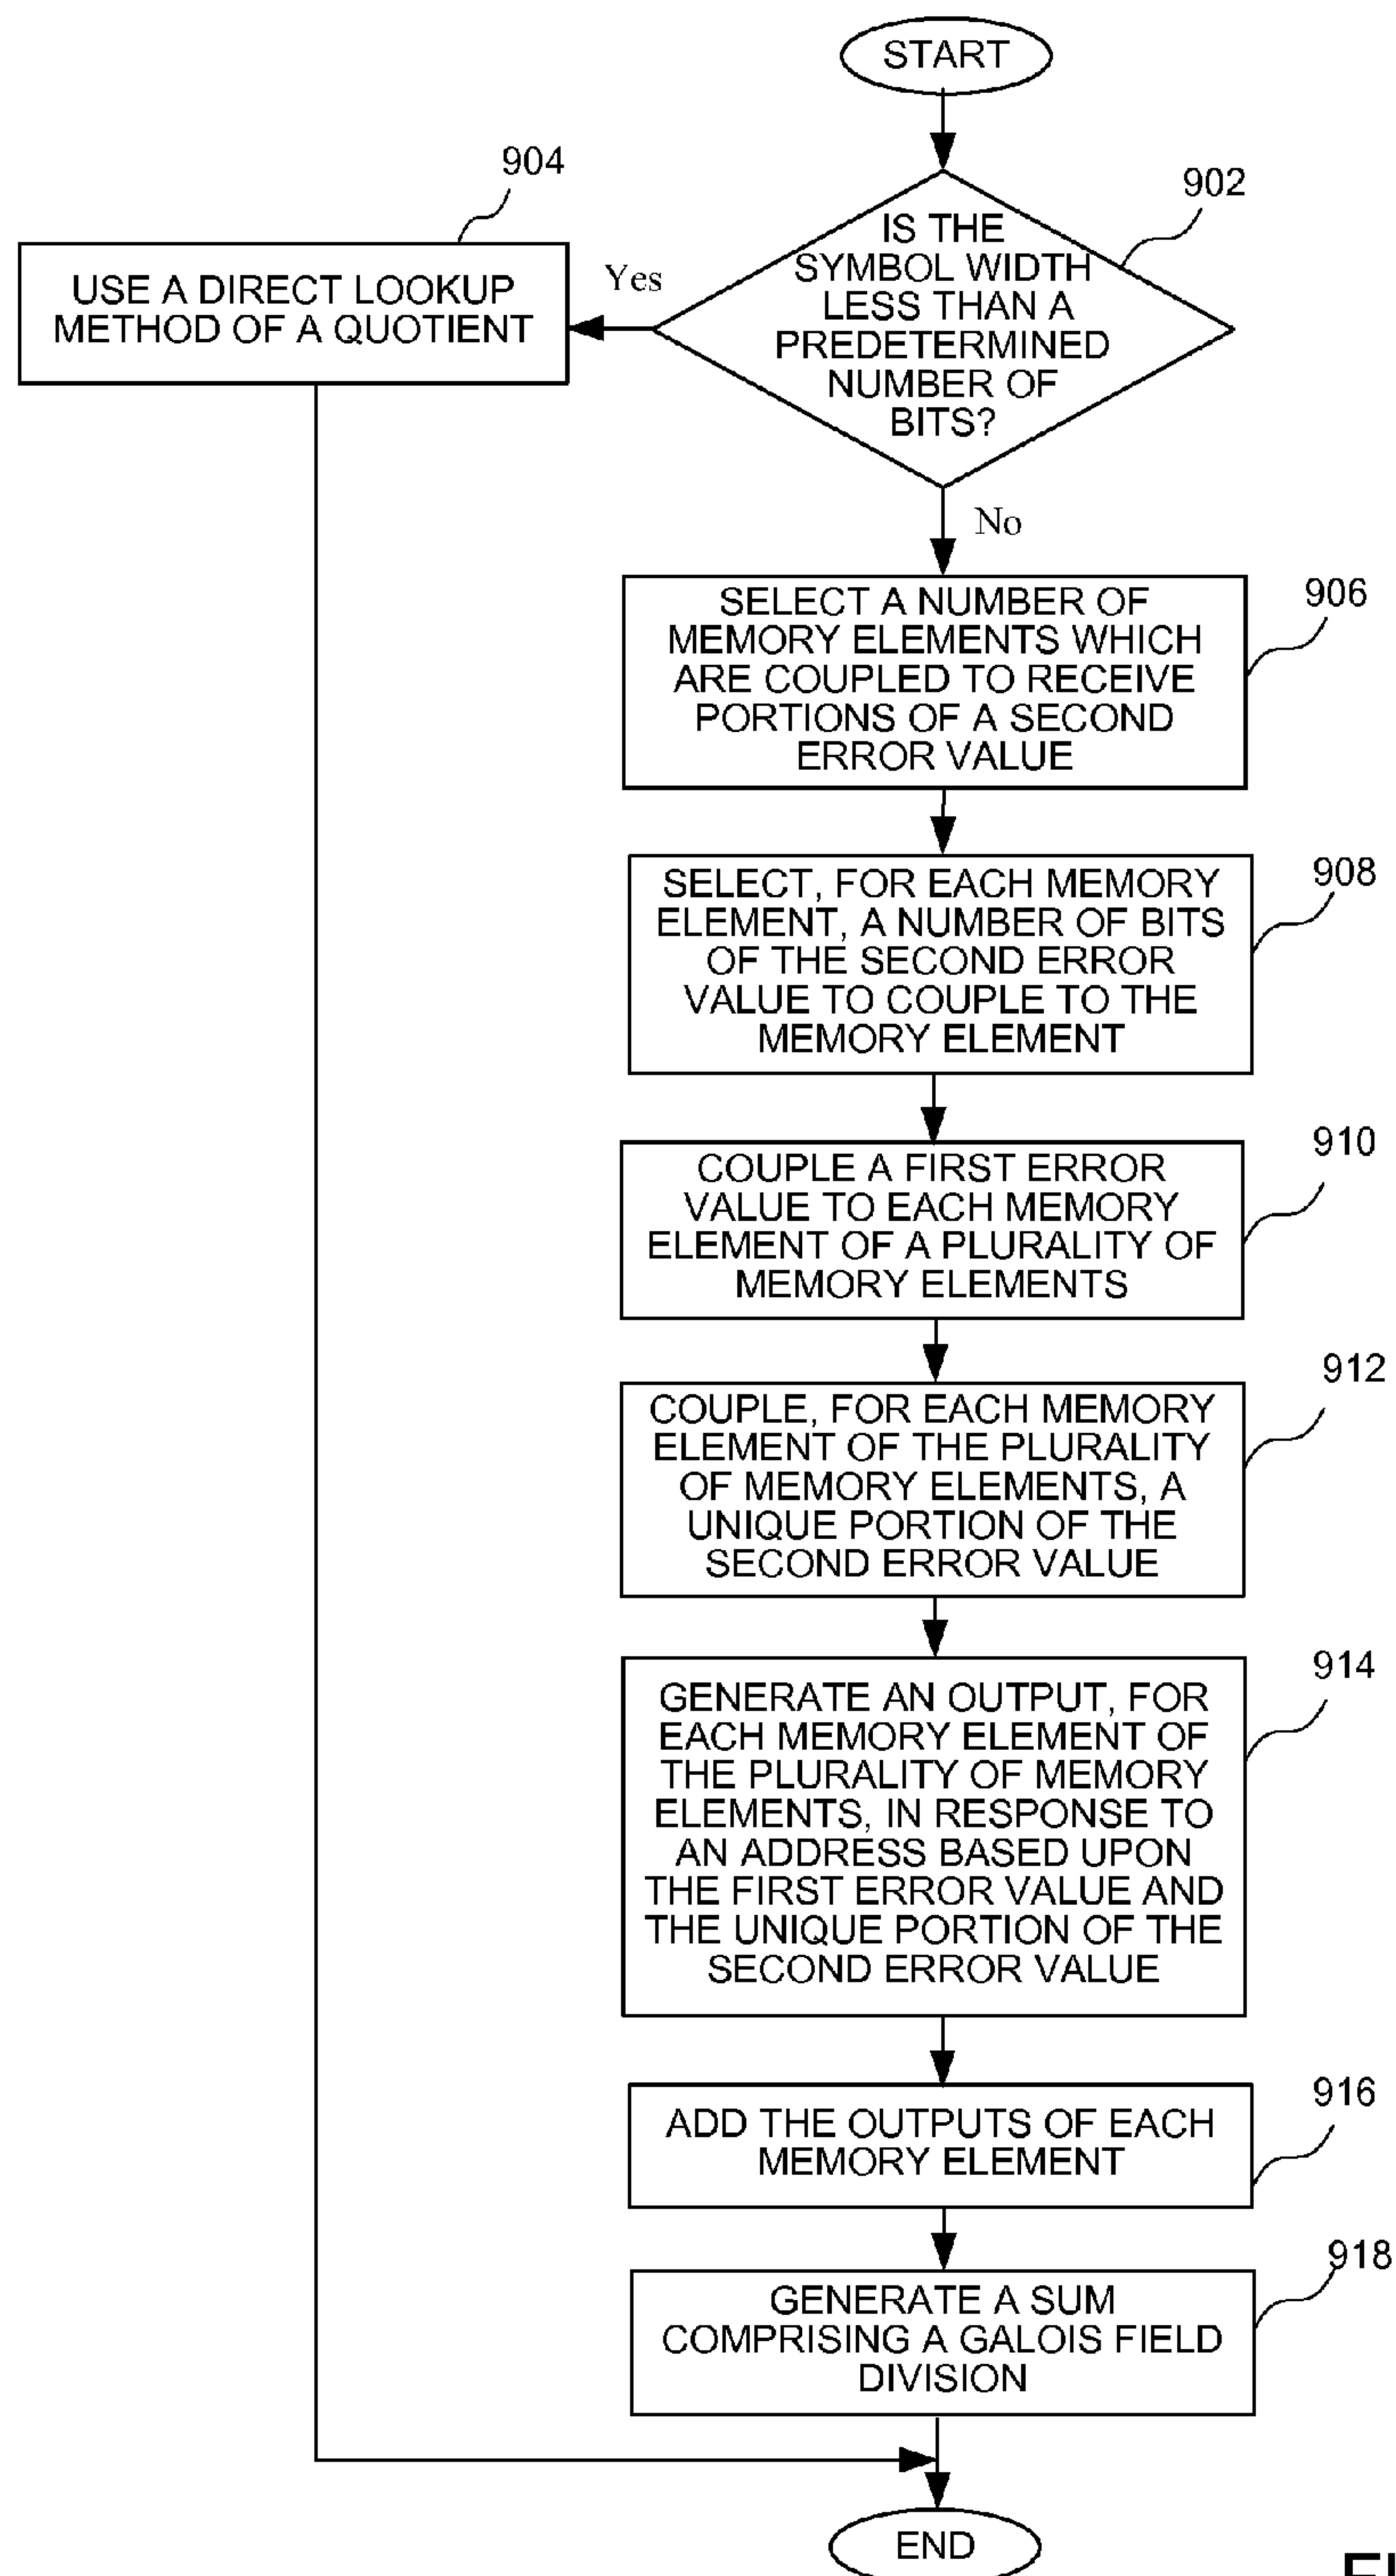 START
902
IS THE
SYMBOL WIDTH
LESS THAN A
PREDETERMINED
NUMBER OF
BITS?
Yes
904
USE A DIRECT LOOKUP
METHOD OF A QUOTIENT
No
906
SELECT A NUMBER OF
MEMORY ELEMENTS WHICH
ARE COUPLED TO RECEIVE
PORTIONS OF A SECOND
ERROR VALUE
908
SELECT, FOR EACH MEMORY
ELEMENT, A NUMBER OF BITS
OF THE SECOND ERROR
VALUE TO COUPLE TO THE
MEMORY ELEMENT
910
COUPLE A FIRST ERROR
VALUE TO EACH MEMORY
ELEMENT OF A PLURALITY OF
MEMORY ELEMENTS
912
COUPLE, FOR EACH MEMORY
ELEMENT OF THE PLURALITY
OF MEMORY ELEMENTS, A
UNIQUE PORTION OF THE
SECOND ERROR VALUE
914
GENERATE AN OUTPUT, FOR
EACH MEMORY ELEMENT OF
THE PLURALITY OF MEMORY
ELEMENTS, IN RESPONSE TO
AN ADDRESS BASED UPON
THE FIRST ERROR VALUE AND
THE UNIQUE PORTION OF THE
SECOND ERROR VALUE
916
ADD THE OUTPUTS OF EACH
MEMORY ELEMENT
918
GENERATE A SUM
COMPRISING A GALOIS FIELD
DIVISION
END